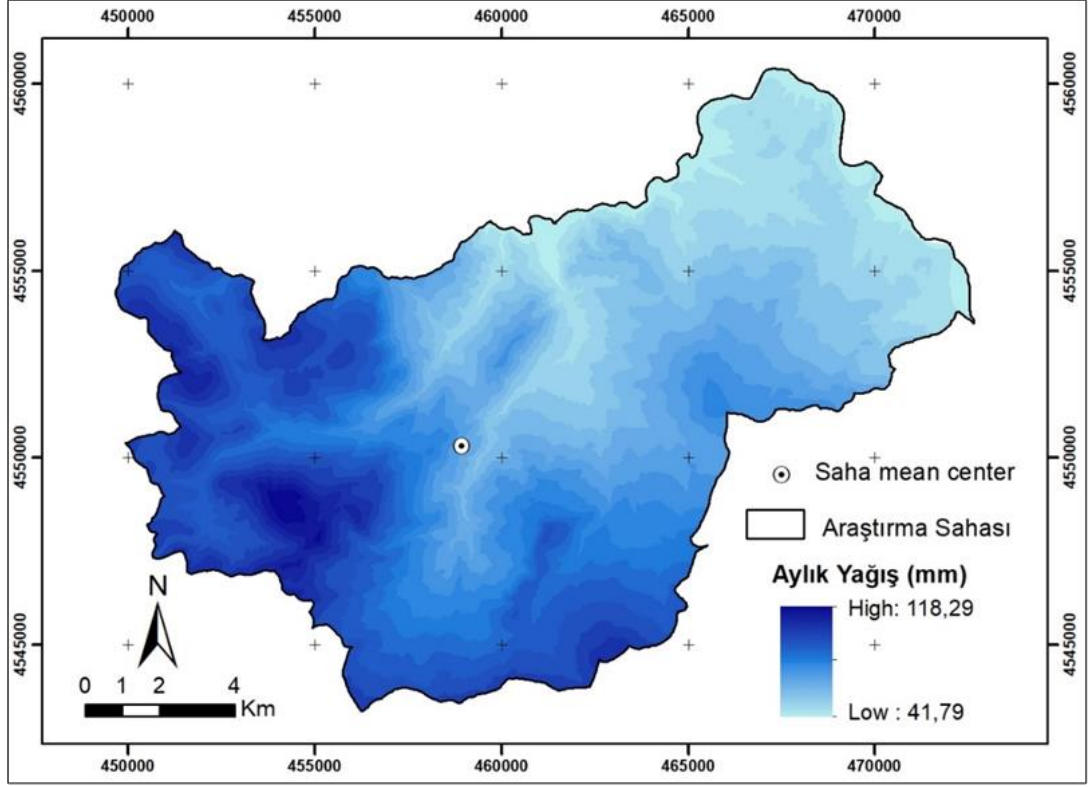 450000 455000 460000 465000 470000
4560000 4560000
4555000 4555000
4550000 4550000
4545000 4545000
Saha mean center
Araştırma Sahası
Aylık Yağış (mm)
High: 118,29
Low : 41,79
N
0 1 2 4
Km
450000 455000 460000 465000 470000